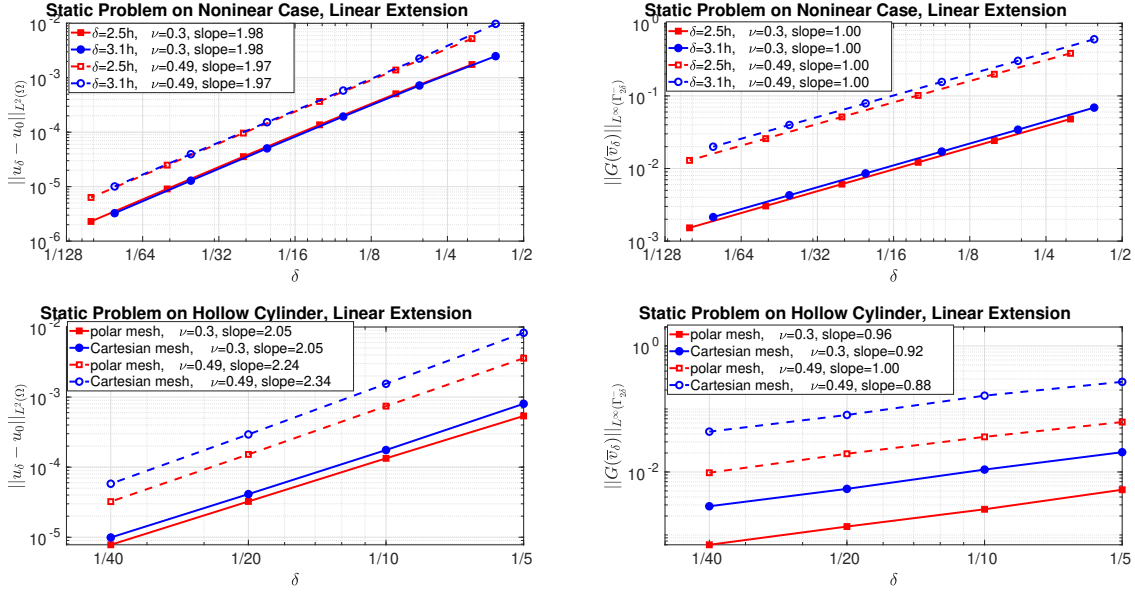 Static Problem on Noninear Case, Linear Extension
δ=2.5h, ν=0.3, slope=1.98
δ=3.1h, ν=0.3, slope=1.98
δ=2.5h, ν=0.49, slope=1.97
δ=3.1h, ν=0.49, slope=1.97
10^-2
10^-3
10^-4
10^-5
10^-6
||u_δ − u_0||_{L^2(Ω)}
1/128 1/64 1/32 1/16 1/8 1/4 1/2
δ
Static Problem on Noninear Case, Linear Extension
δ=2.5h, ν=0.3, slope=1.00
δ=3.1h, ν=0.3, slope=1.00
δ=2.5h, ν=0.49, slope=1.00
δ=3.1h, ν=0.49, slope=1.00
10^0
10^-1
10^-2
10^-3
||G(v̅_δ)||_{L^∞(Γ^-_{2δ})}
1/128 1/64 1/32 1/16 1/8 1/4 1/2
δ
Static Problem on Hollow Cylinder, Linear Extension
polar mesh, ν=0.3, slope=2.05
Cartesian mesh, ν=0.3, slope=2.05
polar mesh, ν=0.49, slope=2.24
Cartesian mesh, ν=0.49, slope=2.34
10^-2
10^-3
10^-4
10^-5
||u_δ − u_0||_{L^2(Ω)}
1/40 1/20 1/10 1/5
δ
Static Problem on Hollow Cylinder, Linear Extension
polar mesh, ν=0.3, slope=0.96
Cartesian mesh, ν=0.3, slope=0.92
polar mesh, ν=0.49, slope=1.00
Cartesian mesh, ν=0.49, slope=0.88
10^0
10^-2
||G(v̅_δ)||_{L^∞(Γ^-_{2δ})}
1/40 1/20 1/10 1/5
δ